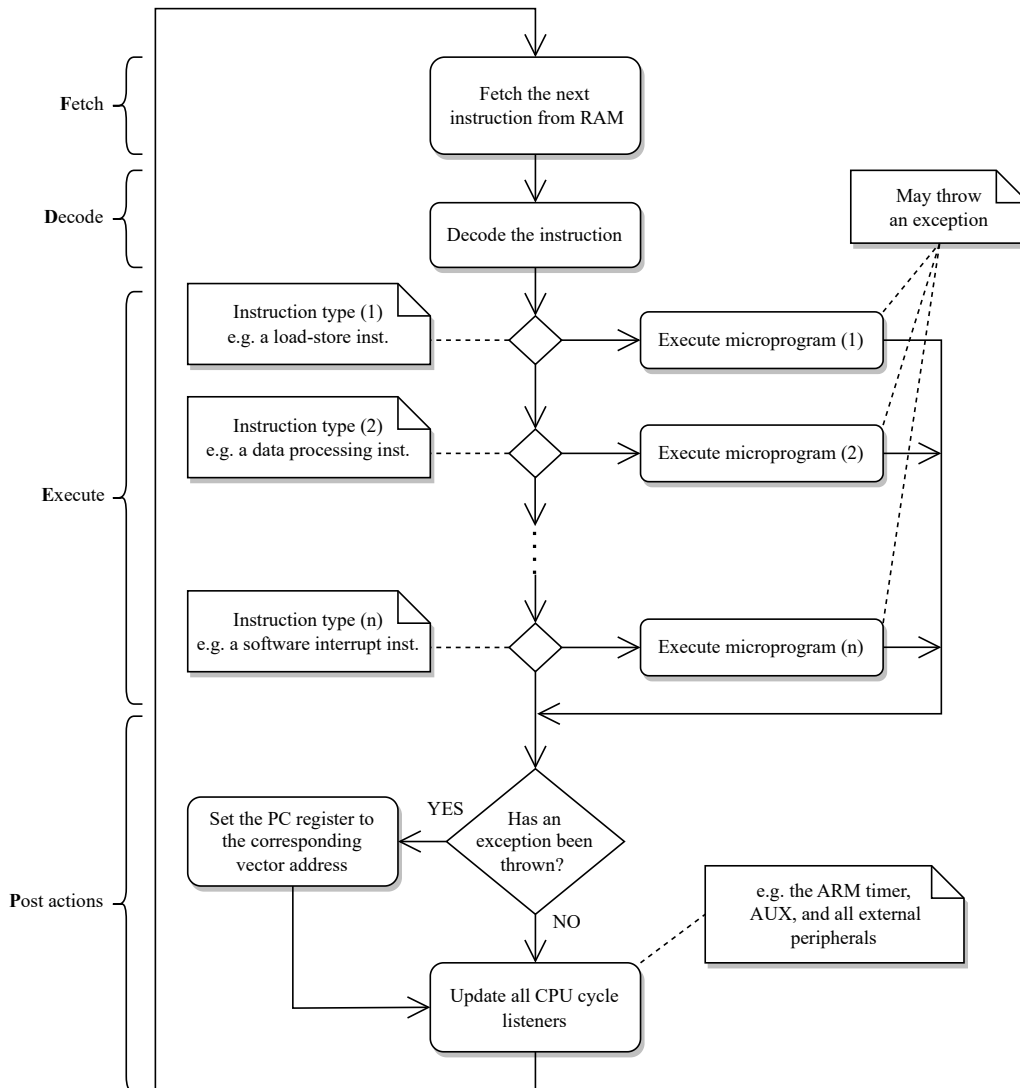 Fetch
Fetch the next
instruction from RAM
Decode
Decode the instruction
May throw
an exception
Execute
Instruction type (1)
e.g. a load-store inst.
Execute microprogram (1)
Instruction type (2)
e.g. a data processing inst.
Execute microprogram (2)
Instruction type (n)
e.g. a software interrupt inst.
Execute microprogram (n)
Post actions
Set the PC register to
the corresponding
vector address
YES
Has an
exception been
thrown?
NO
e.g. the ARM timer,
AUX, and all external
peripherals
Update all CPU cycle
listeners